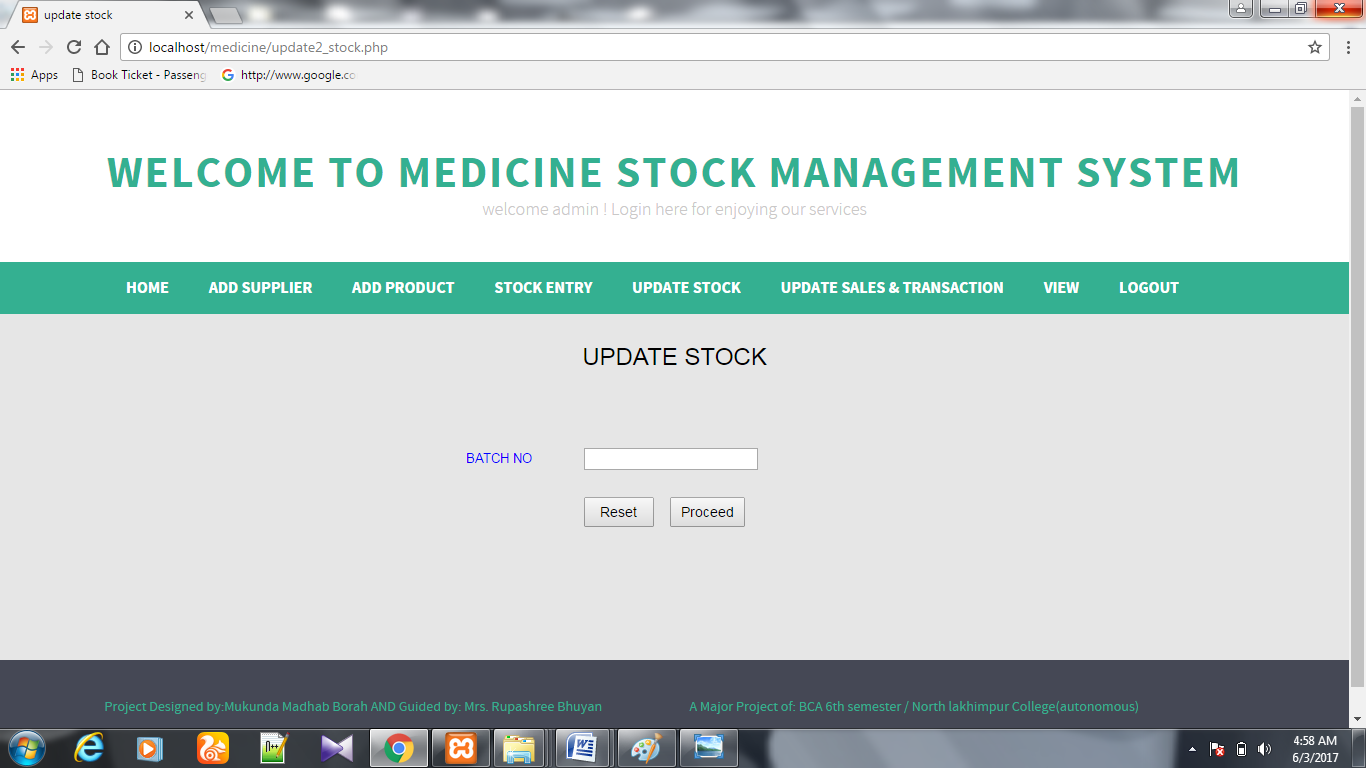 update stock
localhost/medicine/update2_stock.php
Apps Book Ticket - Passeng http://www.google.co
WELCOME TO MEDICINE STOCK MANAGEMENT SYSTEM
welcome admin ! Login here for enjoying our services
HOME ADD SUPPLIER ADD PRODUCT STOCK ENTRY UPDATE STOCK UPDATE SALES & TRANSACTION VIEW LOGOUT
UPDATE STOCK
BATCH NO
Reset Proceed
Project Designed by:Mukunda Madhab Borah AND Guided by: Mrs. Rupashree Bhuyan A Major Project of: BCA 6th semester / North lakhimpur College(autonomous)
4:58 AM
6/3/2017